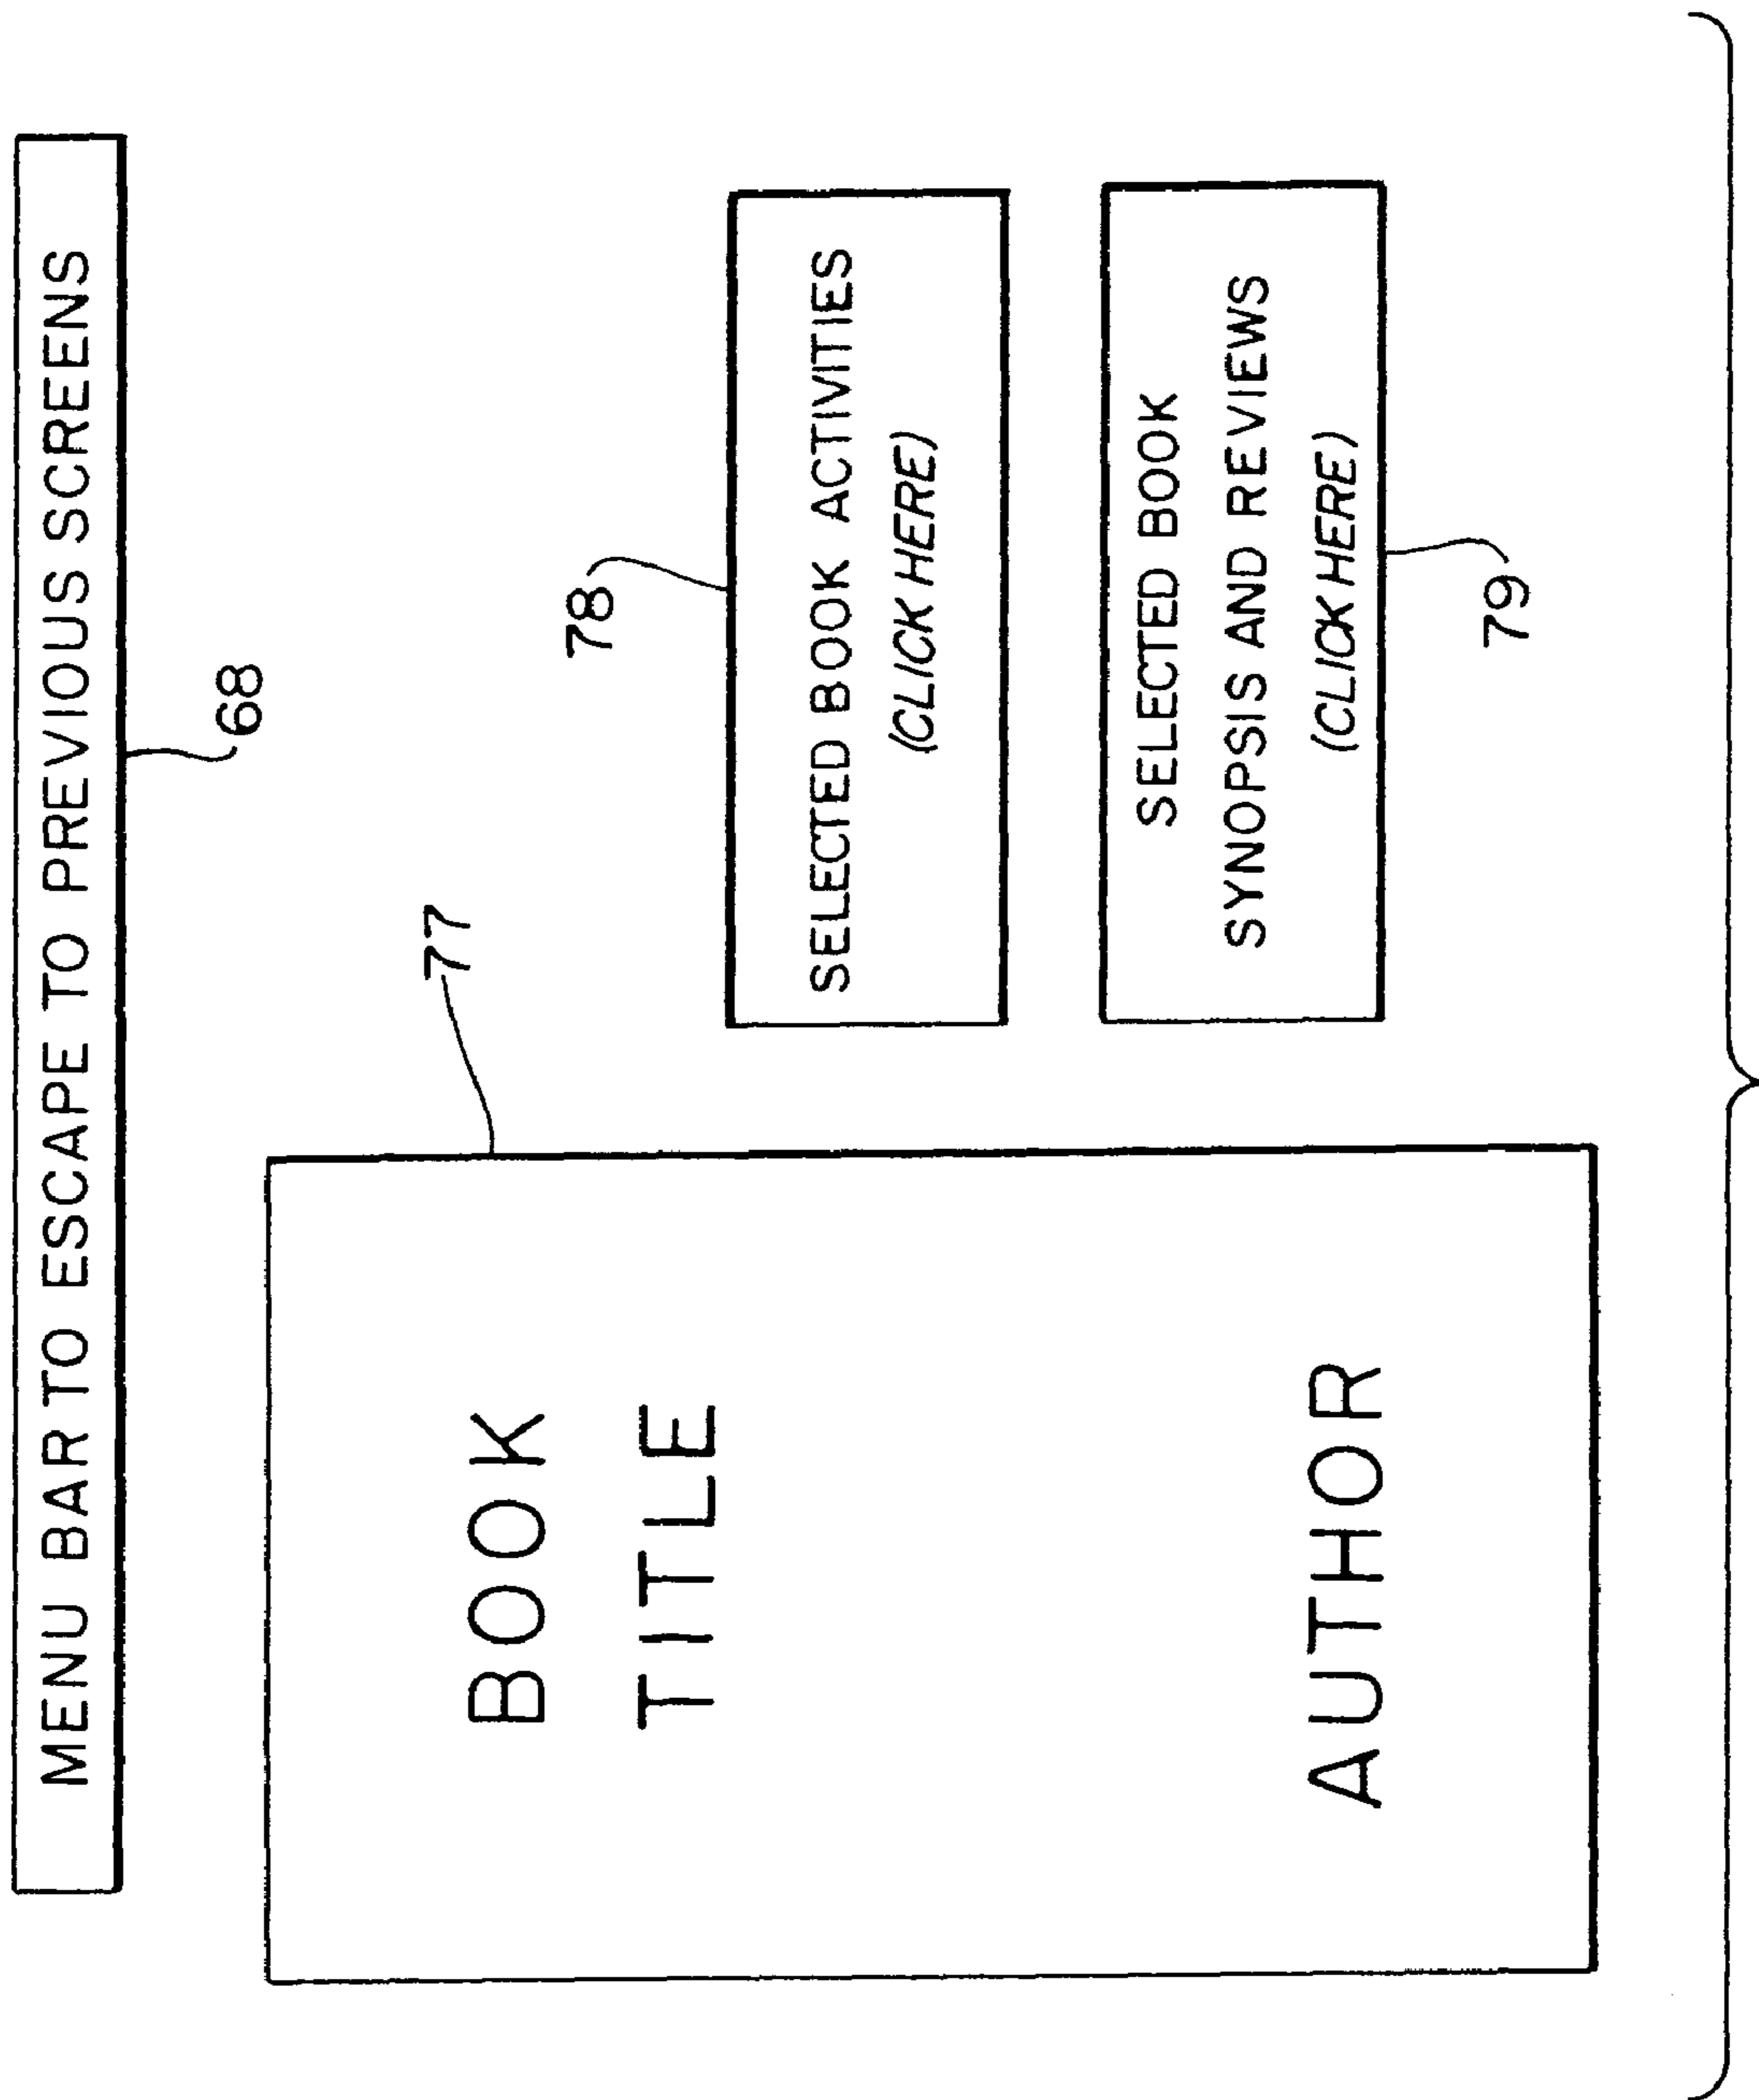 MENU BAR TO ESCAPE TO PREVIOUS SCREENS
68
77
BOOK
TITLE
AUTHOR
78
SELECTED BOOK ACTIVITIES
(CLICK HERE)
SELECTED BOOK
SYNOPSIS AND REVIEWS
(CLICK HERE)
79